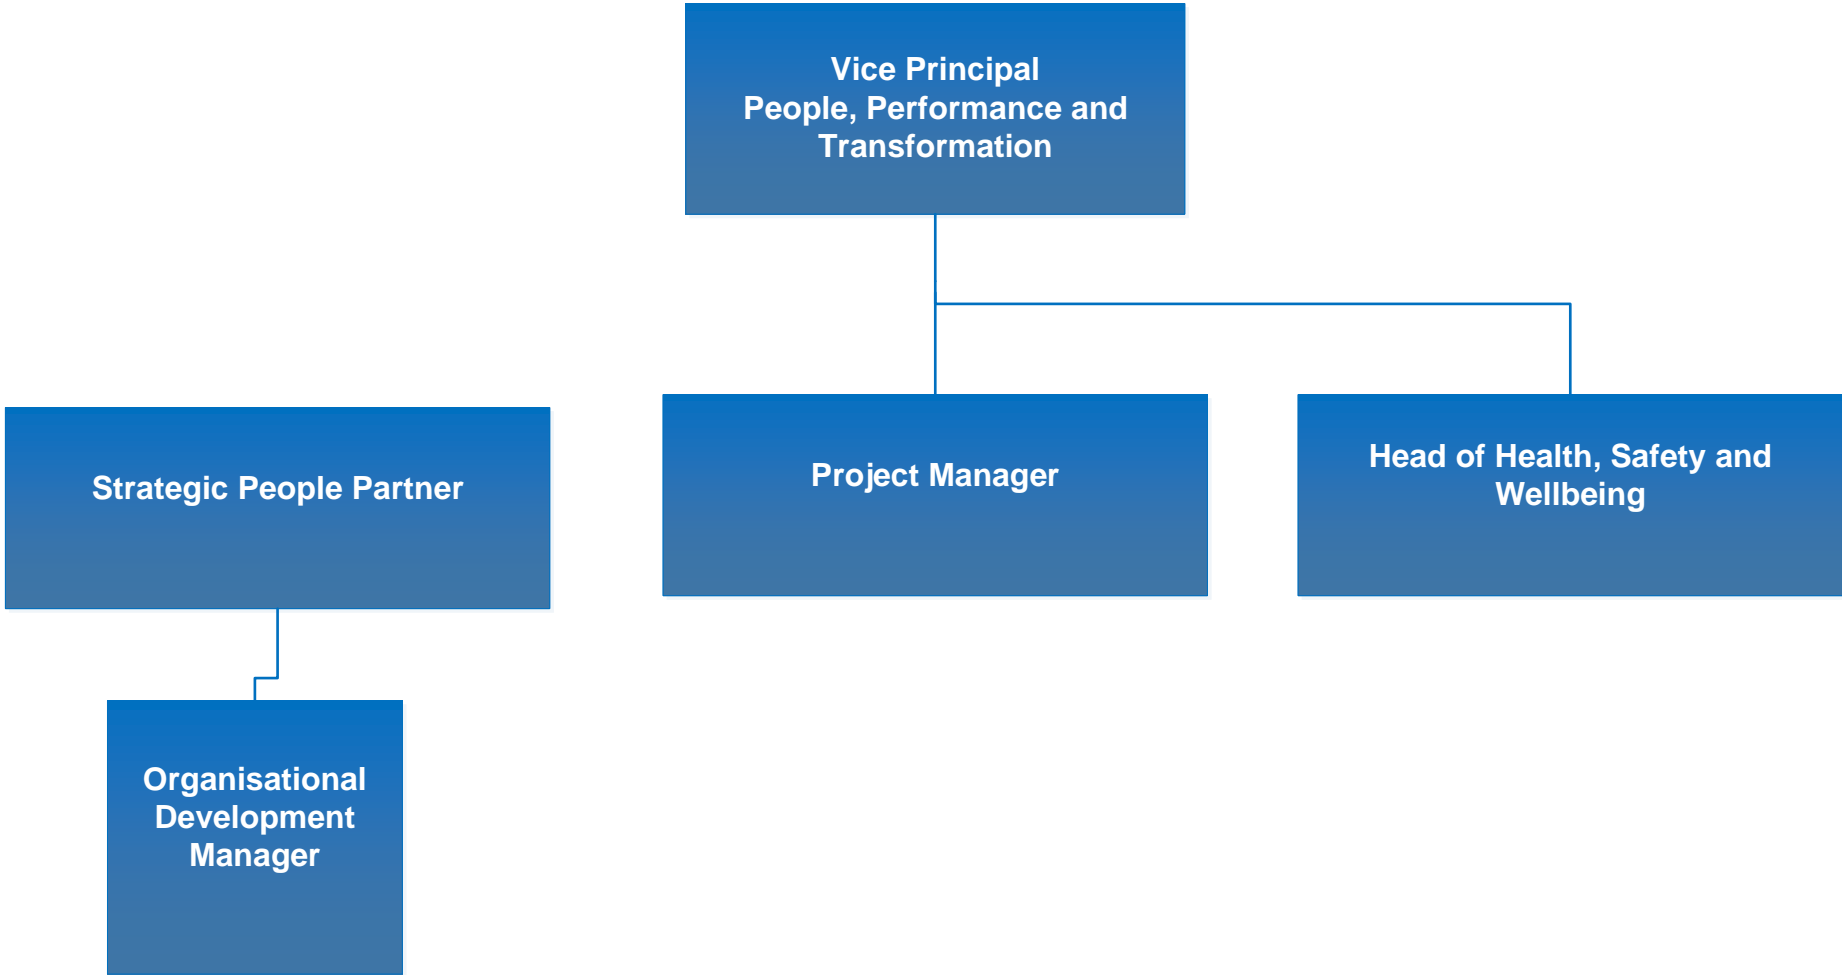 Vice Principal
People, Performance and
Transformation
Strategic People Partner
Project Manager
Head of Health, Safety and
Wellbeing
Organisational
Development
Manager